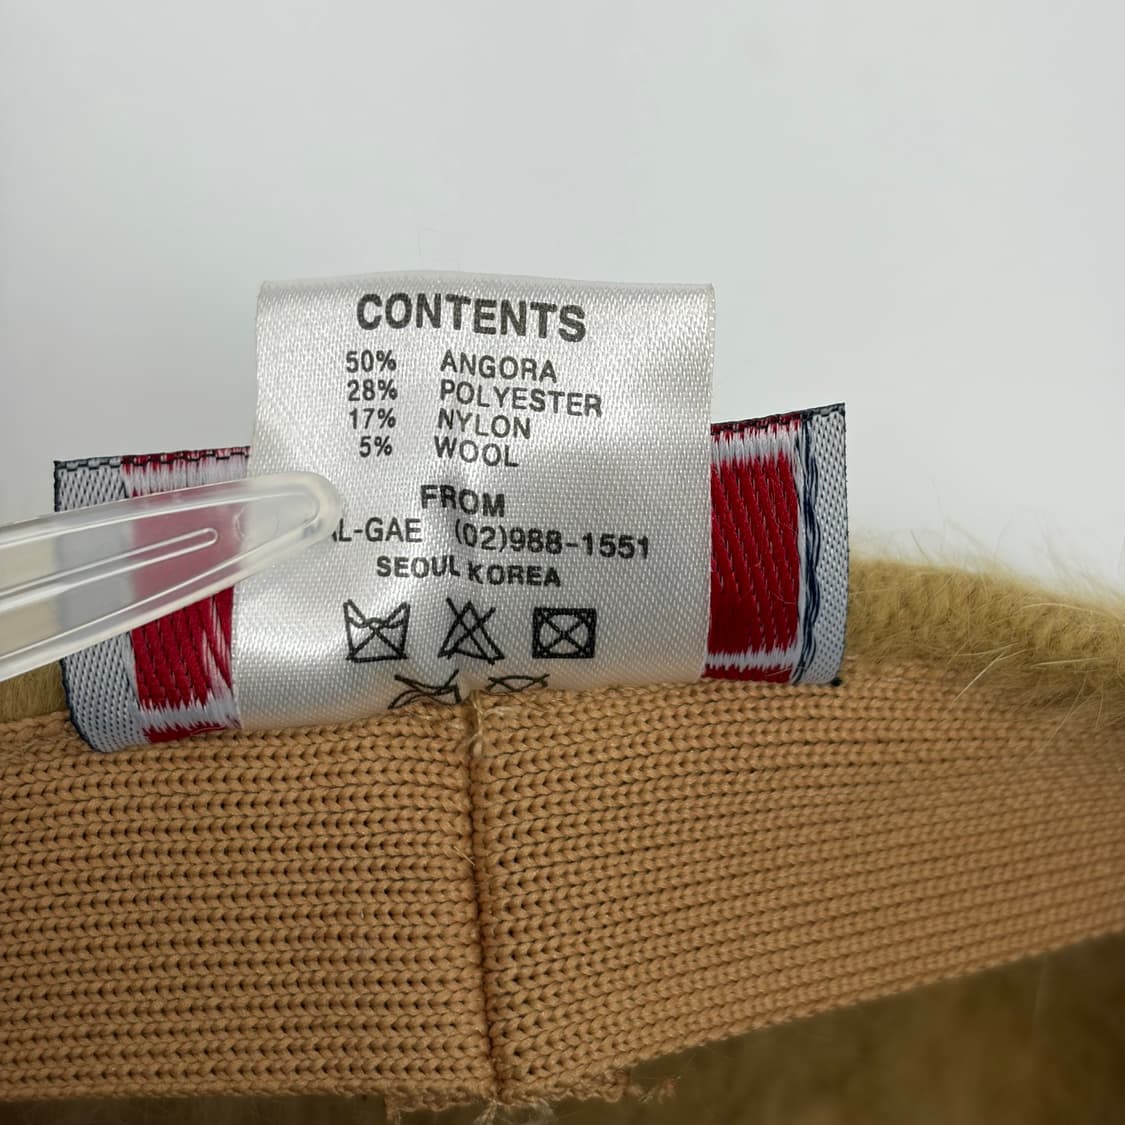 CONTENTS
50% ANGORA
28% POLYESTER
17% NYLON
5% WOOL
FROM
L-GAE (02)988-1551
SEOUL KOREA